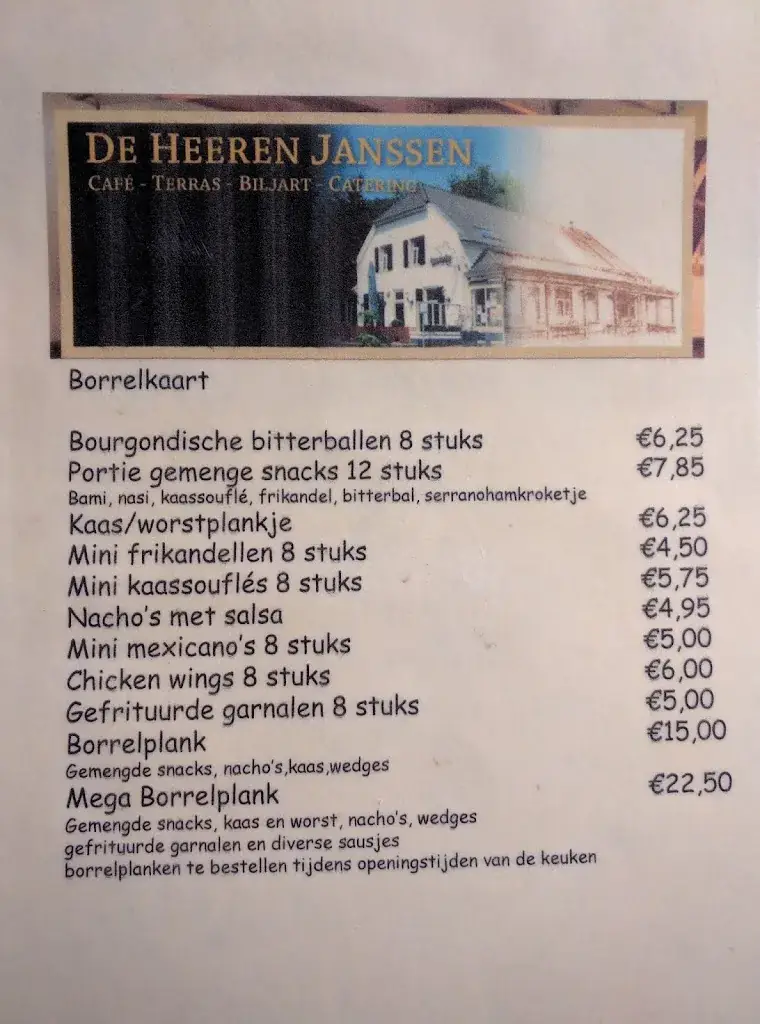 DE HEEREN JANSSEN
CAFÉ - TERRAS - BILJART - CATERING
Borrelkaart
Bourgondische bitterballen 8 stuks €6,25
Portie gemenge snacks 12 stuks €7,85
Bami, nasi, kaassouflé, frikandel, bitterbal, serranohamkroketje
Kaas/worstplankje €6,25
Mini frikandellen 8 stuks €4,50
Mini kaassouflés 8 stuks €5,75
Nacho's met salsa €4,95
Mini mexicano's 8 stuks €5,00
Chicken wings 8 stuks €6,00
Gefrituurde garnalen 8 stuks €5,00
Borrelplank €15,00
Gemengde snacks, nacho's,kaas,wedges
Mega Borrelplank €22,50
Gemengde snacks, kaas en worst, nacho's, wedges
gefrituurde garnalen en diverse sausjes
borrelplanken te bestellen tijdens openingstijden van de keuken